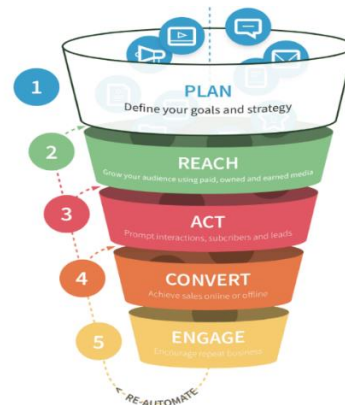 1
PLAN
Define your goals and strategy
2
REACH
Grow your audience using paid, owned and earned media
3
ACT
Prompt interactions, subcribers and leads
4
CONVERT
Achieve sales online or offline
5
ENGAGE
Encourage repeat business
RE-AUTOMATE